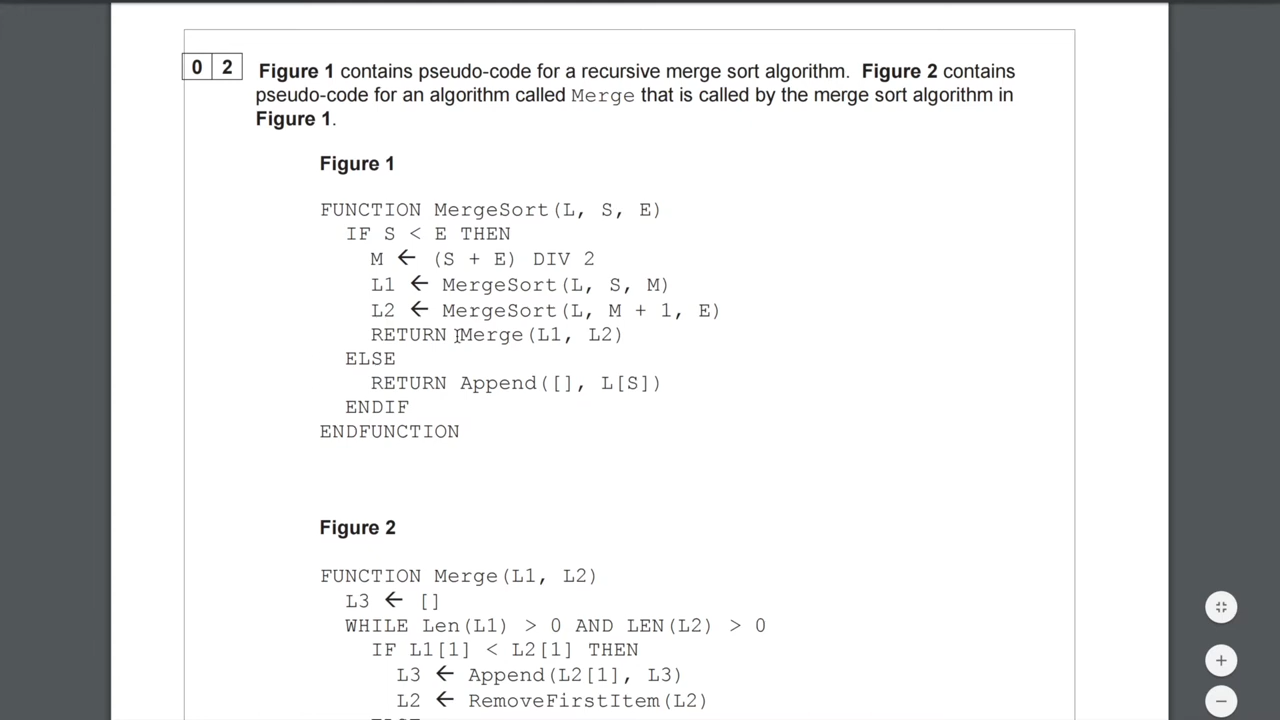 0 2 Figure 1 contains pseudo-code for a recursive merge sort algorithm. Figure 2 contains
pseudo-code for an algorithm called Merge that is called by the merge sort algorithm in
Figure 1.
Figure 1
FUNCTION MergeSort(L, S, E)
IF S < E THEN
M ← (S + E) DIV 2
L1 ← MergeSort(L, S, M)
L2 ← MergeSort(L, M + 1, E)
RETURN Merge(L1, L2)
ELSE
RETURN Append([], L[S])
ENDIF
ENDFUNCTION
Figure 2
FUNCTION Merge(L1, L2)
L3 ← []
WHILE Len(L1) > 0 AND LEN(L2) > 0
IF L1[1] < L2[1] THEN
L3 ← Append(L2[1], L3)
L2 ← RemoveFirstItem(L2)